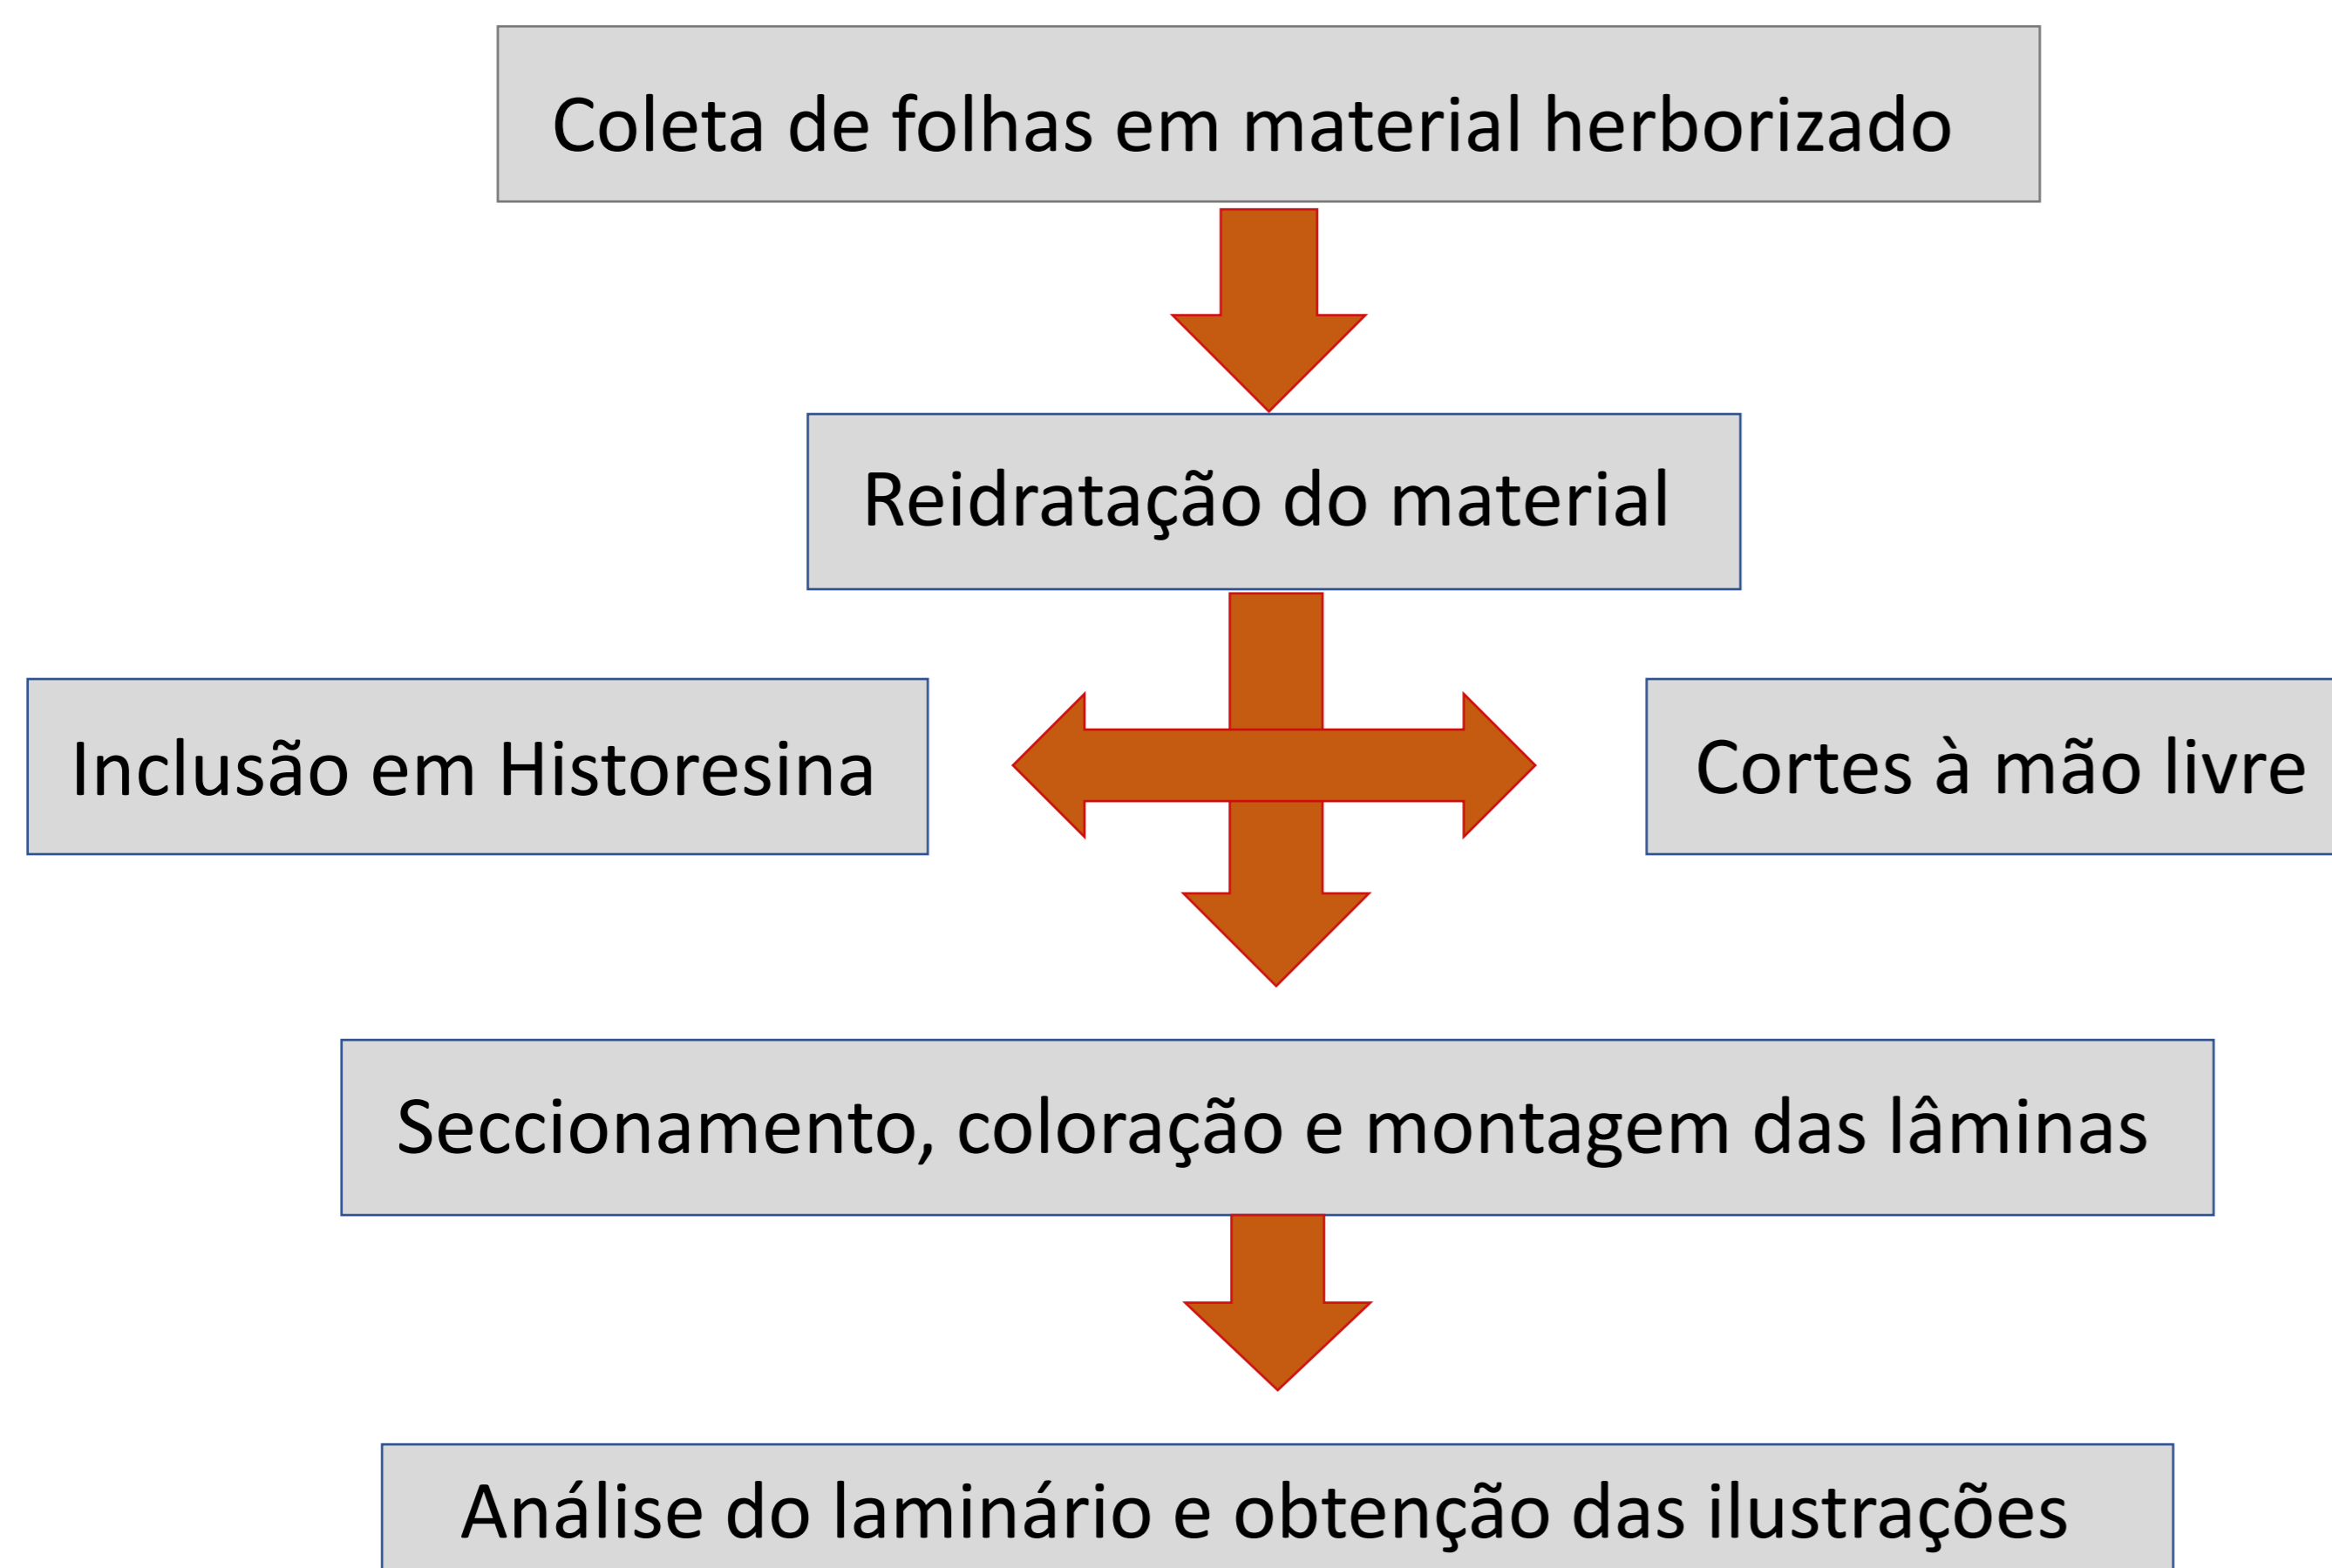 Coleta de folhas em material herborizado
Reidratação do material
Inclusão em Historesina
Cortes à mão livre
Seccionamento, coloração e montagem das lâminas
Análise do laminário e obtenção das ilustrações